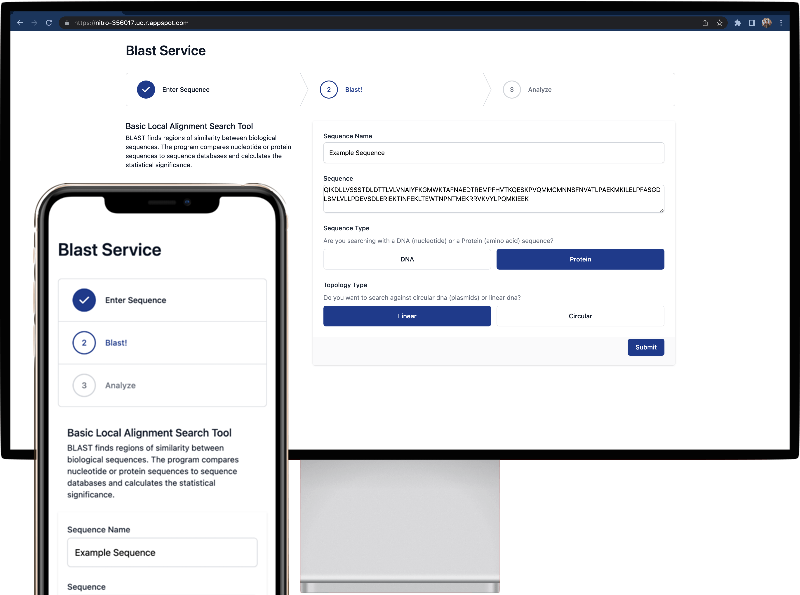 https://nitro-356017.uc.r.appspot.com
Blast Service
Enter Sequence
2
Blast!
3
Analyze
Basic Local Alignment Search Tool
BLAST finds regions of similarity between biological
sequences. The program compares nucleotide or protein
sequences to sequence databases and calculates the
statistical significance.
Sequence Name
Example Sequence
Sequence
Sequence Type
Are you searching with a DNA (nucleotide) or a Protein (amino acid) sequence?
DNA
Protein
Topology Type
Do you want to search against circular dna (plasmids) or linear dna?
Linear
Circular
Submit
Blast Service
Enter Sequence
2
Blast!
3
Analyze
Basic Local Alignment Search Tool
BLAST finds regions of similarity between
biological sequences. The program compares
nucleotide or protein sequences to sequence
databases and calculates the statistical
significance.
Sequence Name
Example Sequence
Sequence